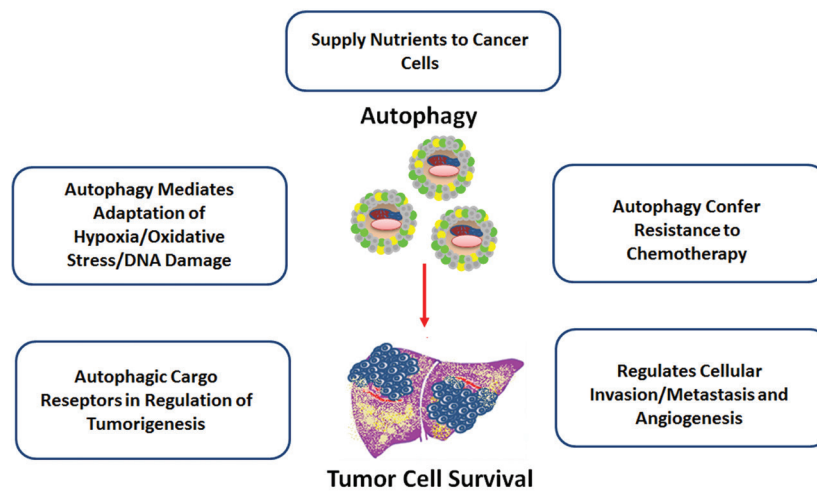 Supply Nutrients to Cancer
Cells
Autophagy
Autophagy Mediates
Adaptation of
Hypoxia/Oxidative
Stress/DNA Damage
Autophagy Confer
Resistance to
Chemotherapy
Autophagic Cargo
Reseptors in Regulation of
Tumorigenesis
Regulates Cellular
Invasion/Metastasis and
Angiogenesis
Tumor Cell Survival